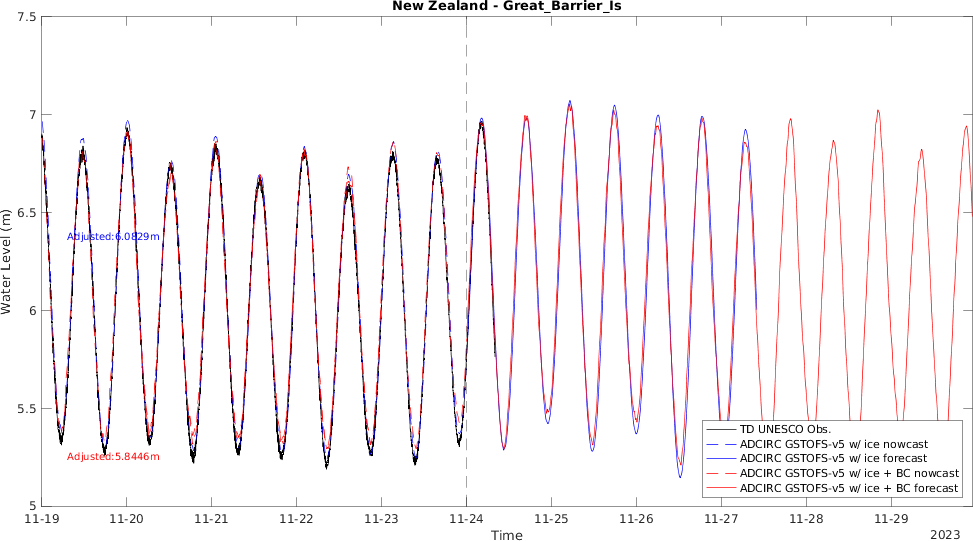 New Zealand - Great_Barrier_Is
7.5
7
6.5
6
5.5
5
Water Level (m)
Adjusted:6.0829m
Adjusted:5.8446m
TD UNESCO Obs.
ADCIRC GSTOFS-v5 w/ ice nowcast
ADCIRC GSTOFS-v5 w/ ice forecast
ADCIRC GSTOFS-v5 w/ ice + BC nowcast
ADCIRC GSTOFS-v5 w/ ice + BC forecast
11-19 11-20 11-21 11-22 11-23 11-24 11-25 11-26 11-27 11-28 11-29
Time
2023